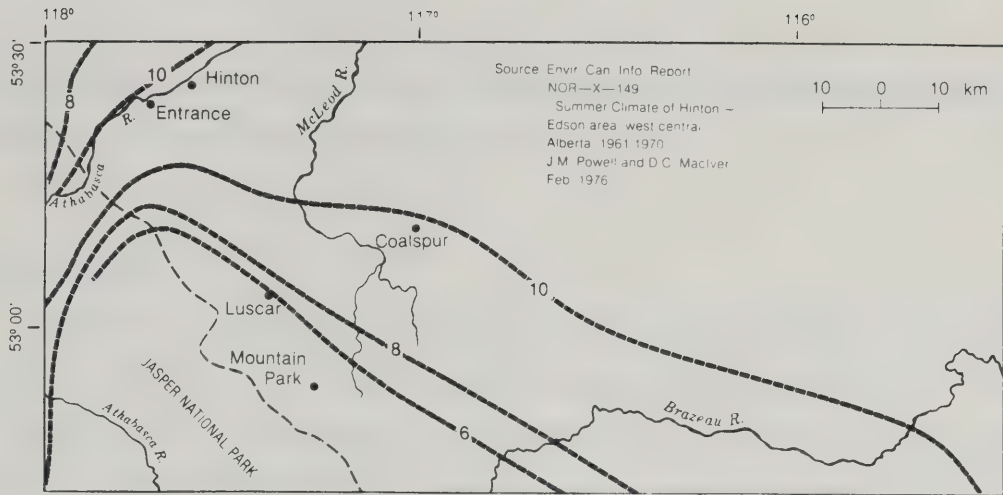 118° 117° 116°
53° 30'
53° 00'
10
8
Hinton
Entrance
R.
Athabasca
McLeod R.
Source Envir Can Info Report
NOR—X—149
Summer Climate of Hinton –
Edson area west central
Alberta 1961 1970
J M Powell and D C MacIver
Feb 1976
10 0 10 km
Coalspur
10
Luscar
8
Mountain
Park
JASPER NATIONAL PARK
Athabasca R.
6
Brazeau R.